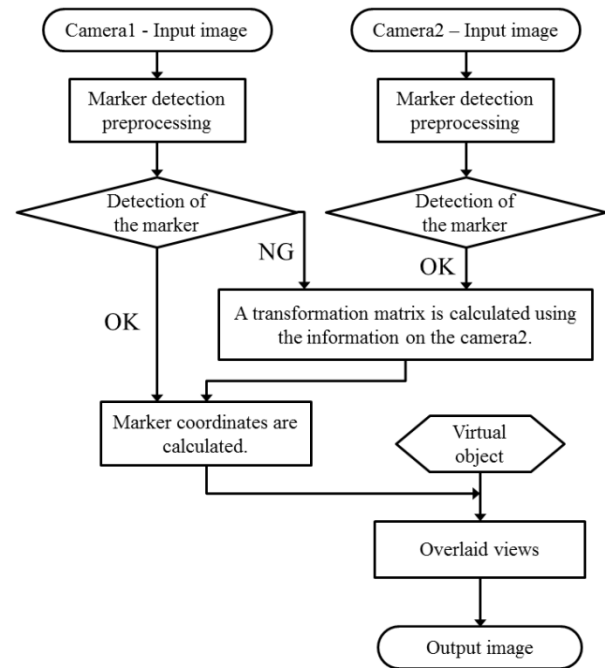 Camera1 - Input image
Camera2 – Input image
Marker detection
preprocessing
Marker detection
preprocessing
Detection of
the marker
Detection of
the marker
NG
OK
OK
A transformation matrix is calculated using
the information on the camera2.
Marker coordinates are
calculated.
Virtual
object
Overlaid views
Output image